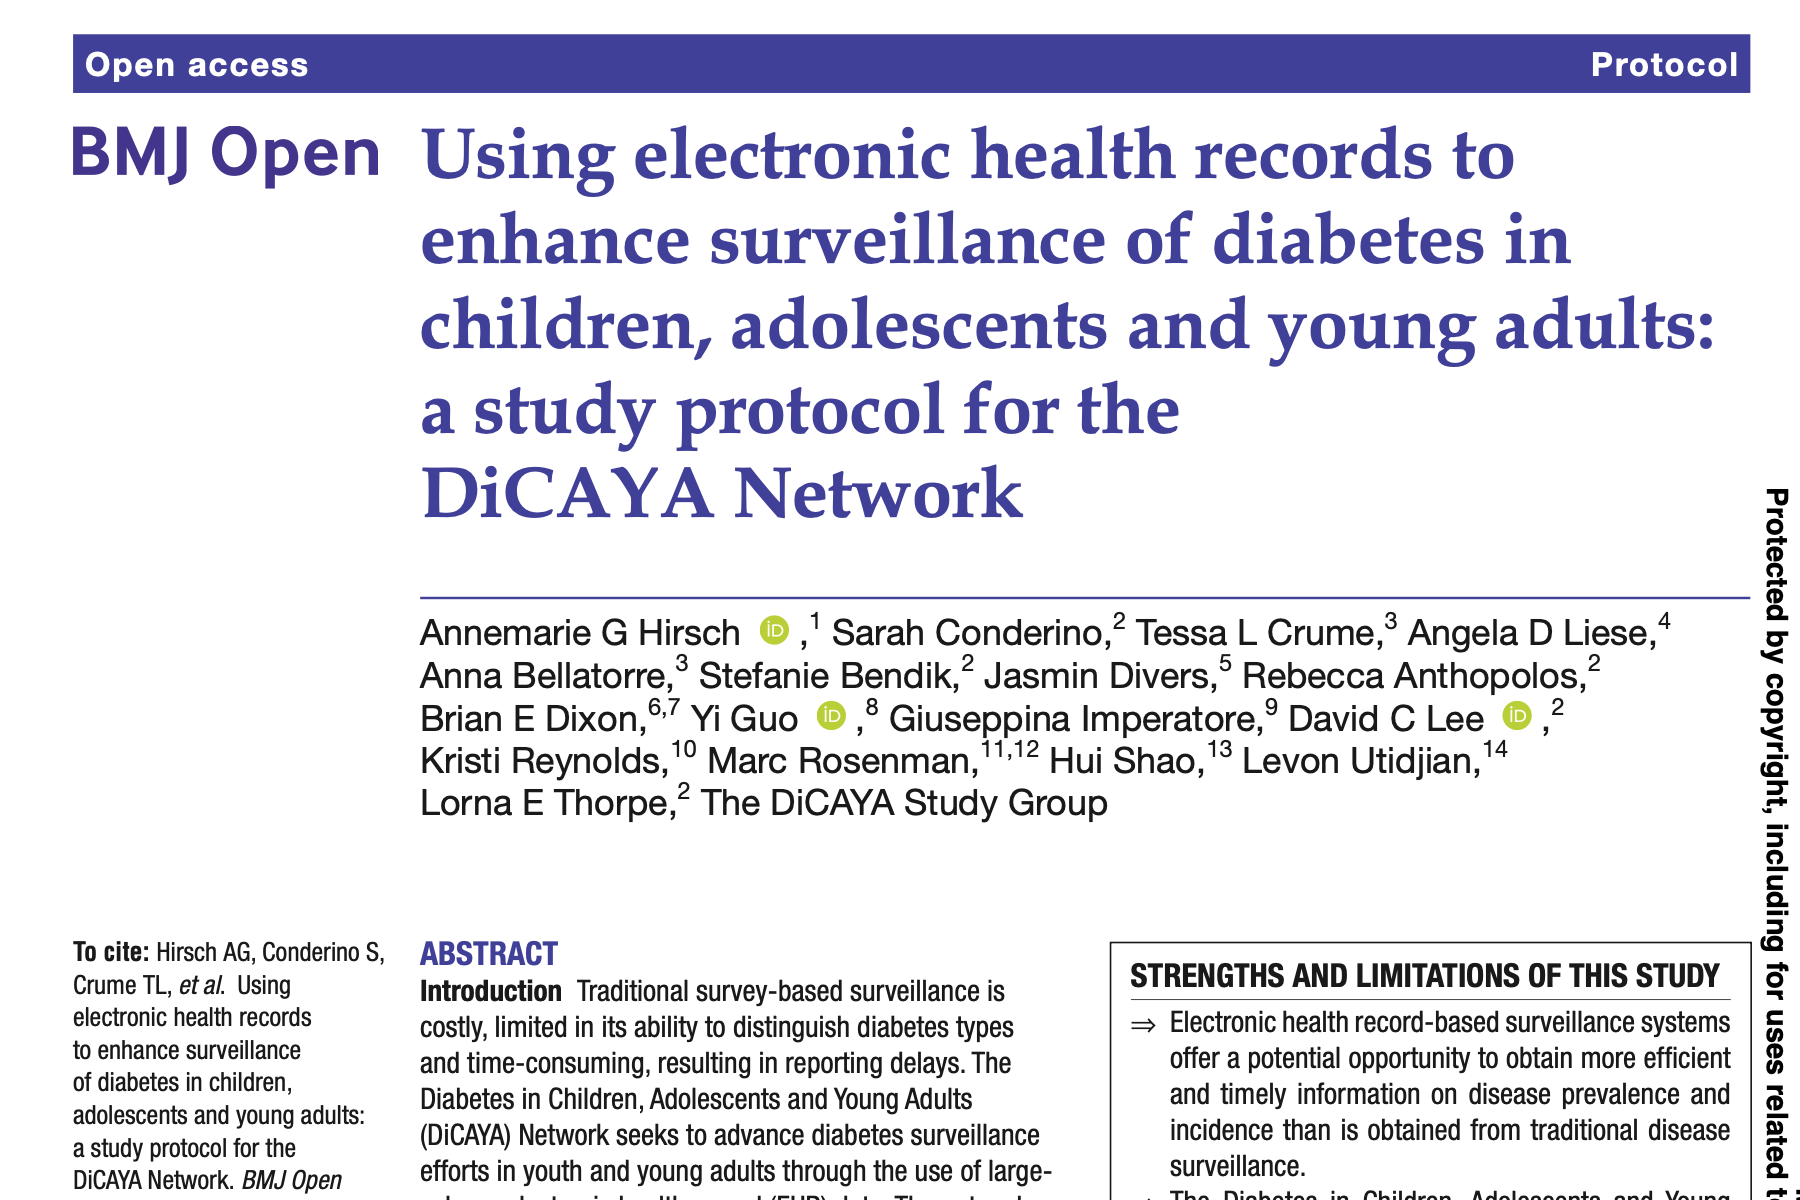 Open access
Protocol
BMJ Open
Using electronic health records to
enhance surveillance of diabetes in
children, adolescents and young adults:
a study protocol for the
DiCAYA Network
Annemarie G Hirsch iD ,1 Sarah Conderino,2 Tessa L Crume,3 Angela D Liese,4
Anna Bellatorre,3 Stefanie Bendik,2 Jasmin Divers,5 Rebecca Anthopolos,2
Brian E Dixon,6,7 Yi Guo iD ,8 Giuseppina Imperatore,9 David C Lee iD ,2
Kristi Reynolds,10 Marc Rosenman,11,12 Hui Shao,13 Levon Utidjian,14
Lorna E Thorpe,2 The DiCAYA Study Group
To cite: Hirsch AG, Conderino S,
Crume TL, et al. Using
electronic health records
to enhance surveillance
of diabetes in children,
adolescents and young adults:
a study protocol for the
DiCAYA Network. BMJ Open
ABSTRACT
Introduction Traditional survey-based surveillance is
costly, limited in its ability to distinguish diabetes types
and time-consuming, resulting in reporting delays. The
Diabetes in Children, Adolescents and Young Adults
(DiCAYA) Network seeks to advance diabetes surveillance
efforts in youth and young adults through the use of large-
STRENGTHS AND LIMITATIONS OF THIS STUDY
⇒ Electronic health record-based surveillance systems
offer a potential opportunity to obtain more efficient
and timely information on disease prevalence and
incidence than is obtained from traditional disease
surveillance.
The Diabetes in Children, Adolescents and Young
Protected by copyright, including for uses related